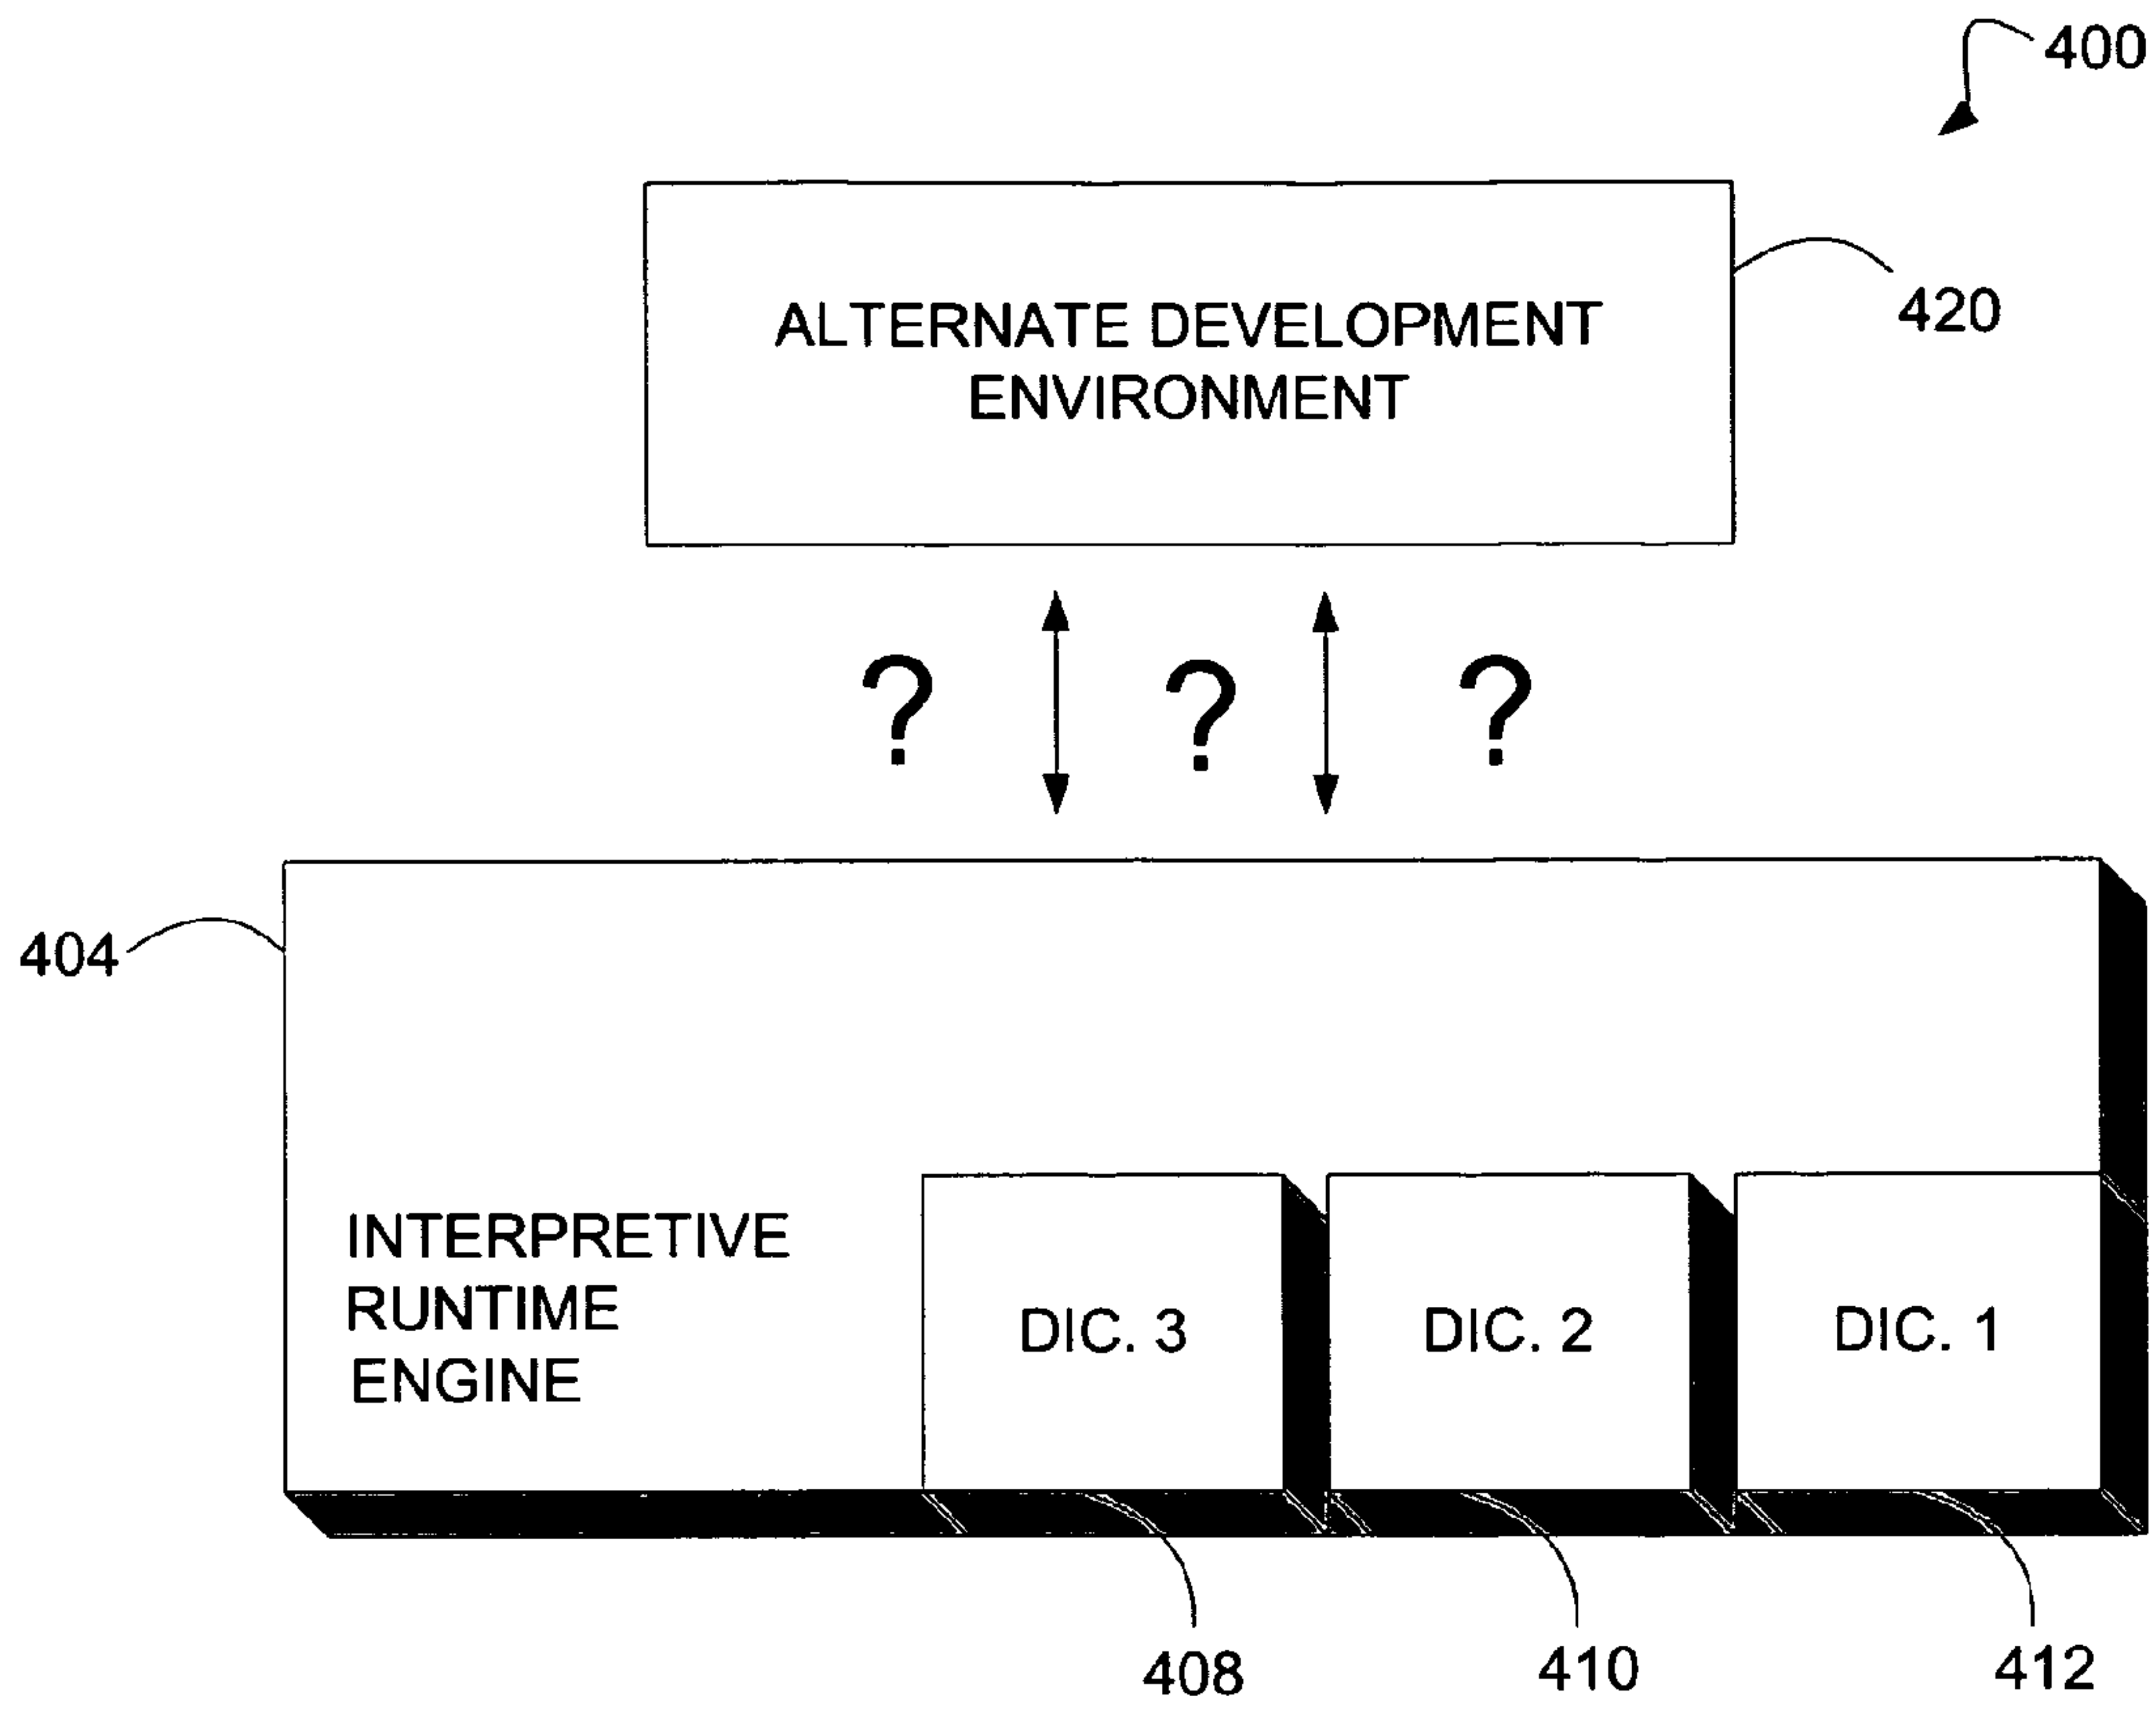 400
ALTERNATE DEVELOPMENT
ENVIRONMENT
420
? ? ?
404
INTERPRETIVE
RUNTIME
ENGINE
DIC. 3
DIC. 2
DIC. 1
408
410
412